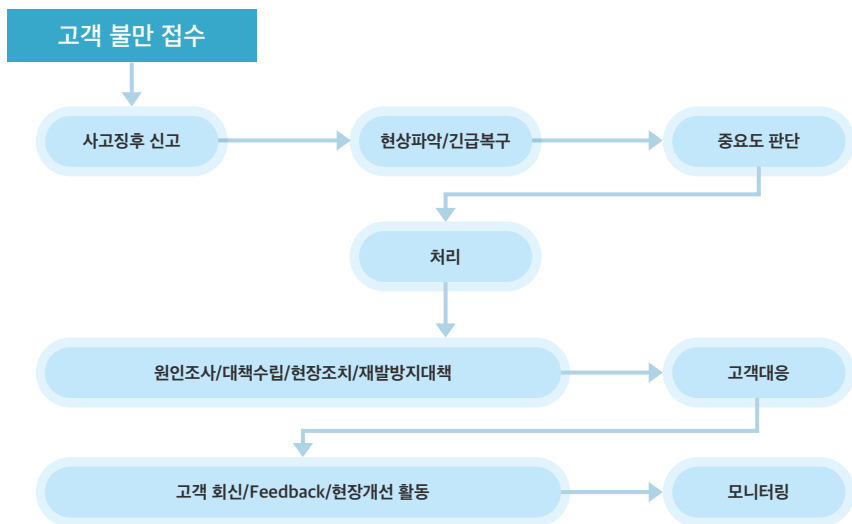 고객 불만 접수
사고징후 신고
현상파악/긴급복구
중요도 판단
처리
원인조사/대책수립/현장조치/재발방지대책
고객대응
고객 회신/Feedback/현장개선 활동
모니터링